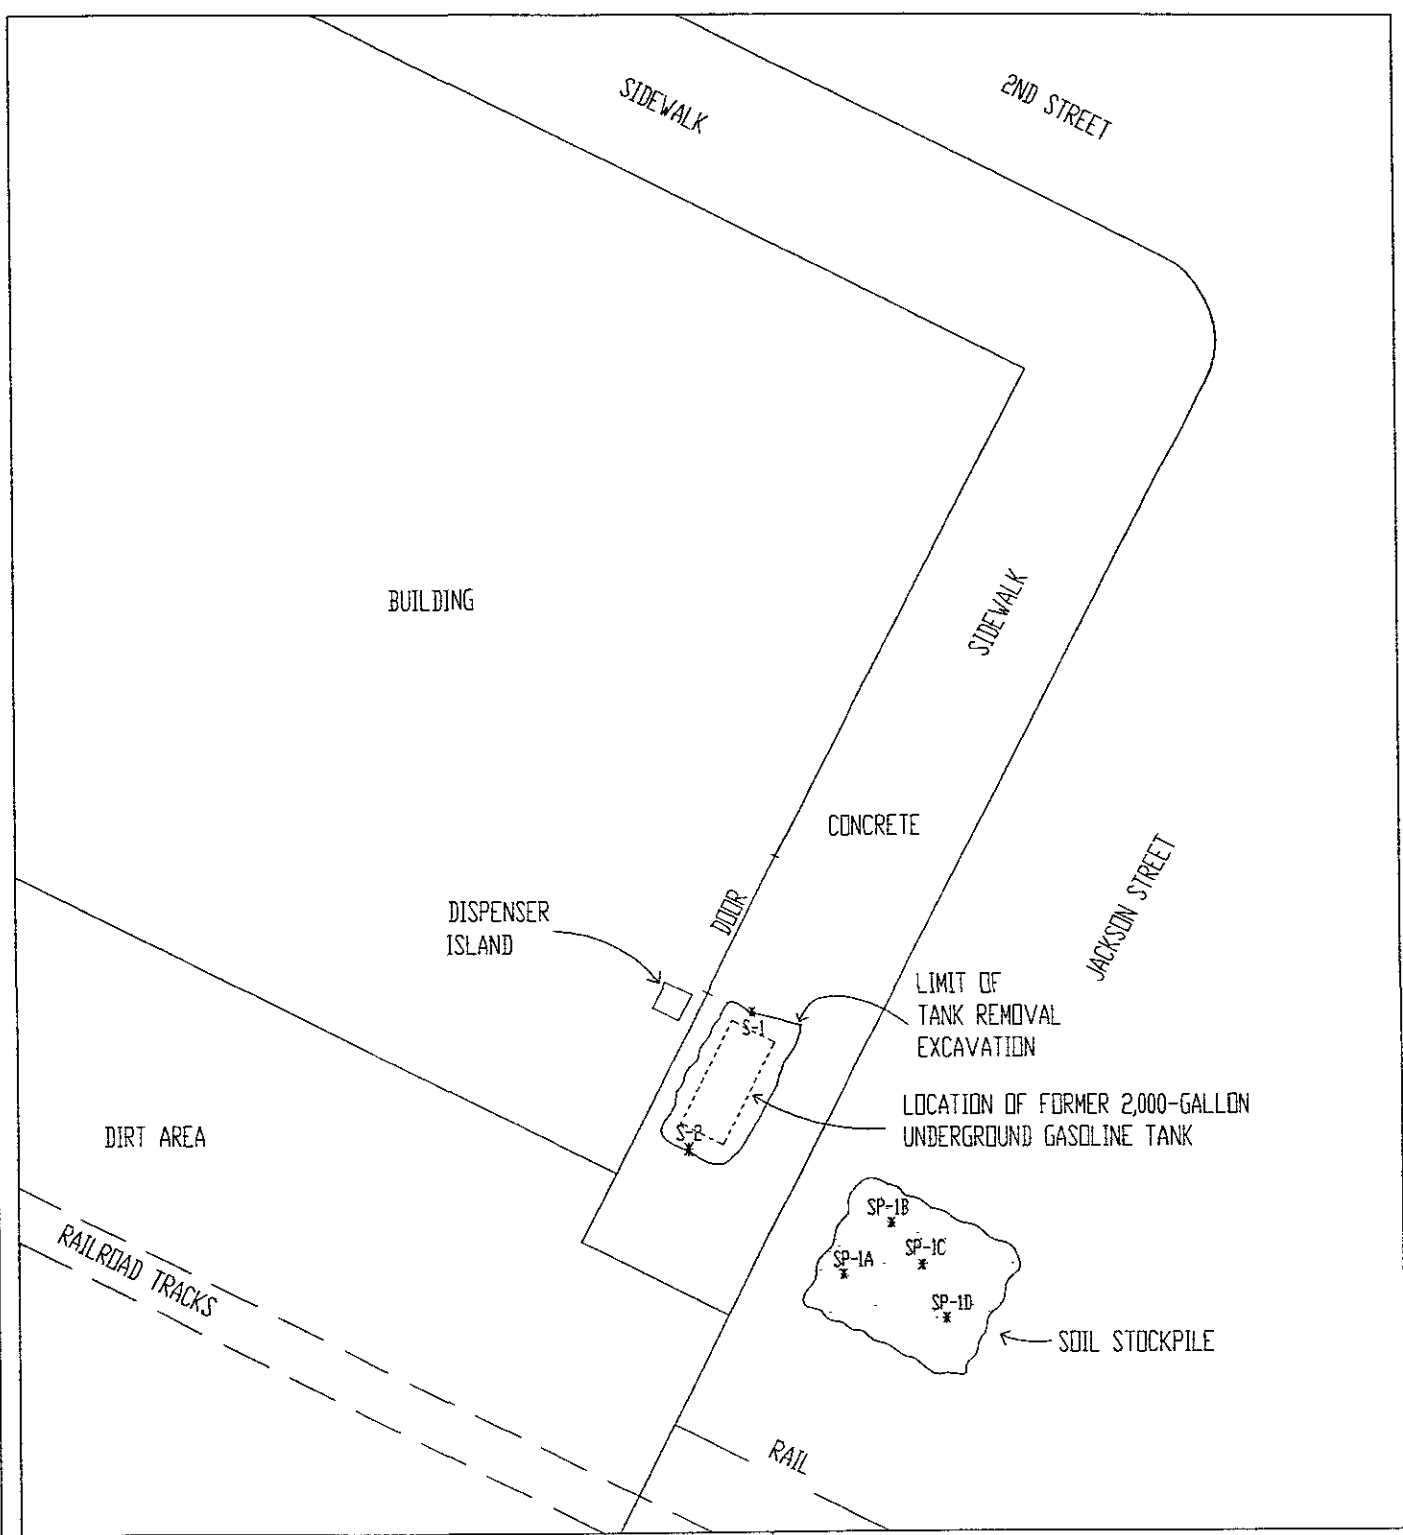 SIDEWALK
2ND STREET
BUILDING
SIDEWALK
CONCRETE
DOOR
JACKSON STREET
DISPENSER
ISLAND
LIMIT OF
TANK REMOVAL
EXCAVATION
S-1
LOCATION OF FORMER 2,000-GALLON
UNDERGROUND GASOLINE TANK
S-2
DIRT AREA
RAILROAD TRACKS
SP-1B
SP-1C
SP-1A
SP-1D
SOIL STOCKPILE
RAIL